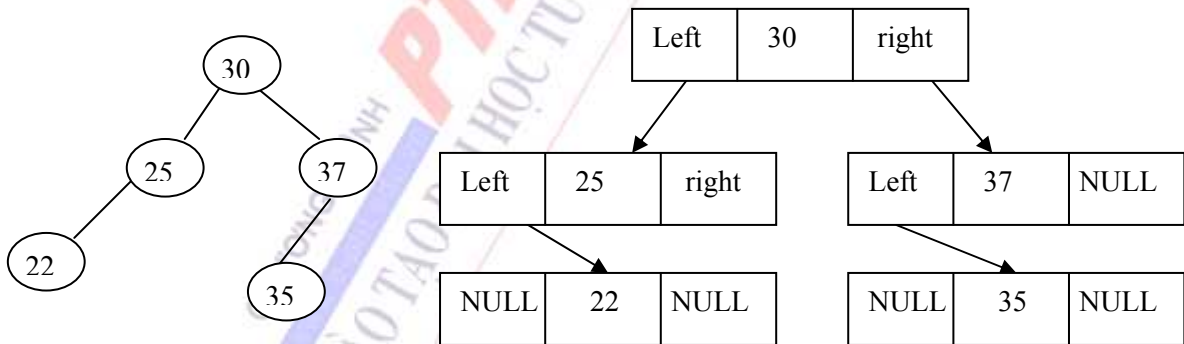 30
25
37
22
35
Left 30 right
Left 25 right
Left 37 NULL
NULL 22 NULL
NULL 35 NULL